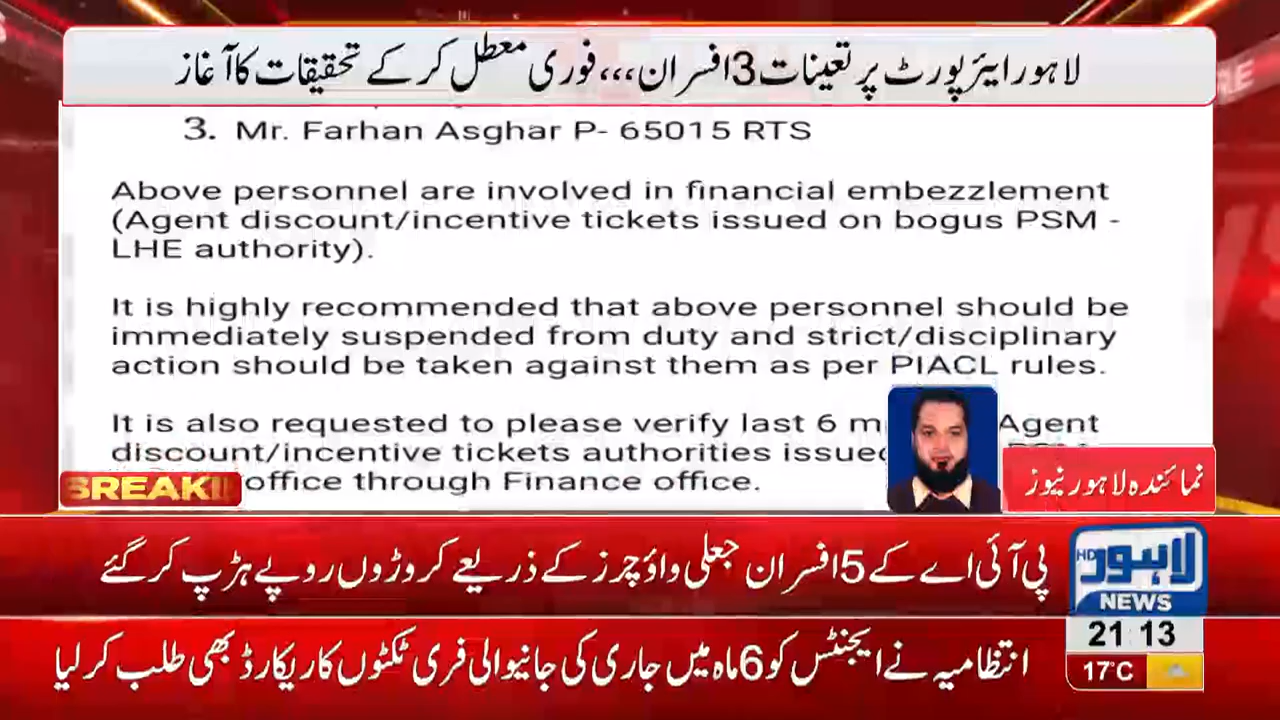 لاہور ایئرپورٹ پر تعینات 3 افسران،،،فوری معطل کر کے تحقیقات کا آغاز
3. Mr. Farhan Asghar P- 65015 RTS
Above personnel are involved in financial embezzlement
(Agent discount/incentive tickets issued on bogus PSM -
LHE authority).
It is highly recommended that above personnel should be
immediately suspended from duty and strict/disciplinary
action should be taken against them as per PIACL rules.
It is also requested to please verify last 6 m Agent
discount/incentive tickets authorities issued
office through Finance office.
نمائندہ لاہور نیوز
BREAKI
پی آئی اے کے 5 افسران جعلی واؤچرز کے ذریعے کروڑوں روپے ہڑپ کر گئے
انتظامیہ نے ایجنٹس کو 6 ماہ میں جاری کی جانیوالی فری ٹکٹوں کا ریکارڈ بھی طلب کر لیا
HD لاہور
NEWS
21:13
17°C